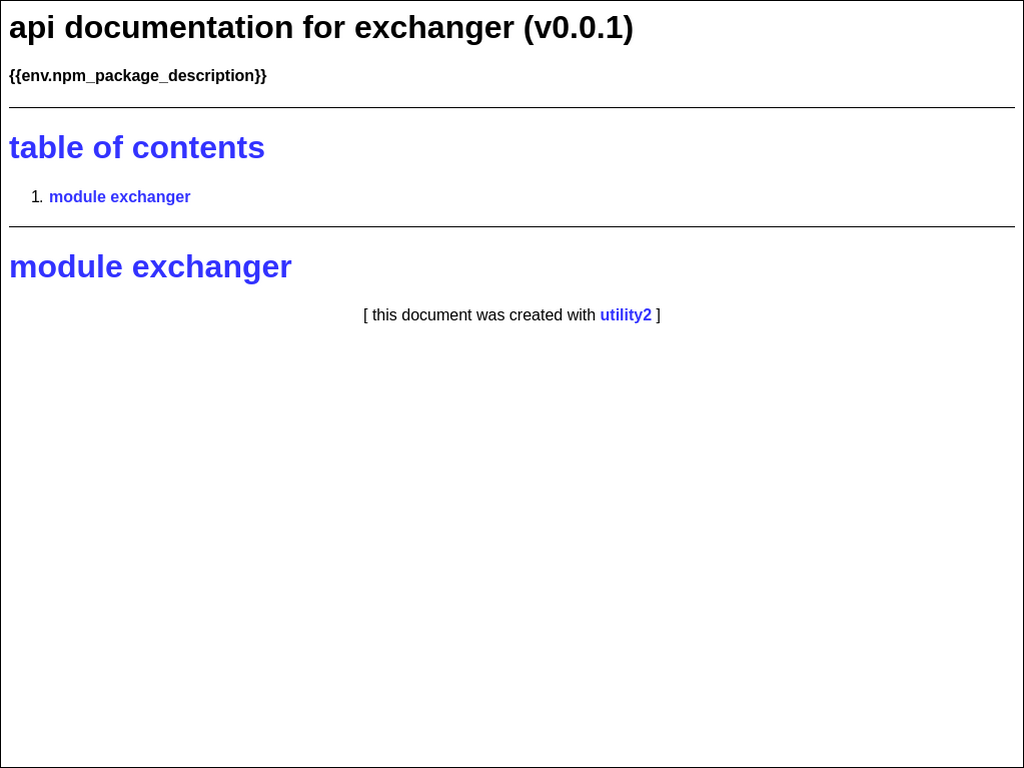 api documentation for exchanger (v0.0.1)
{{env.npm_package_description}}
table of contents
1. module exchanger
module exchanger
[ this document was created with utility2 ]